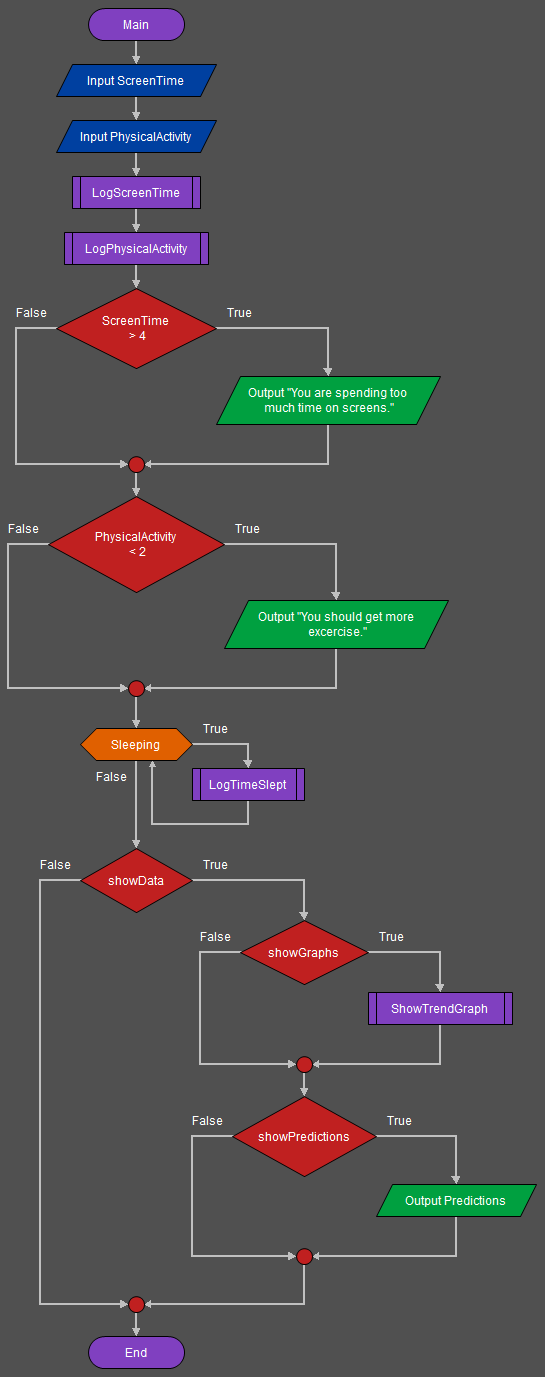 Main
Input ScreenTime
Input PhysicalActivity
LogScreenTime
LogPhysicalActivity
False
True
ScreenTime
> 4
Output "You are spending too
much time on screens."
False
True
PhysicalActivity
< 2
Output "You should get more
excercise."
Sleeping
True
False
LogTimeSlept
False
True
showData
False
True
showGraphs
ShowTrendGraph
False
True
showPredictions
Output Predictions
End